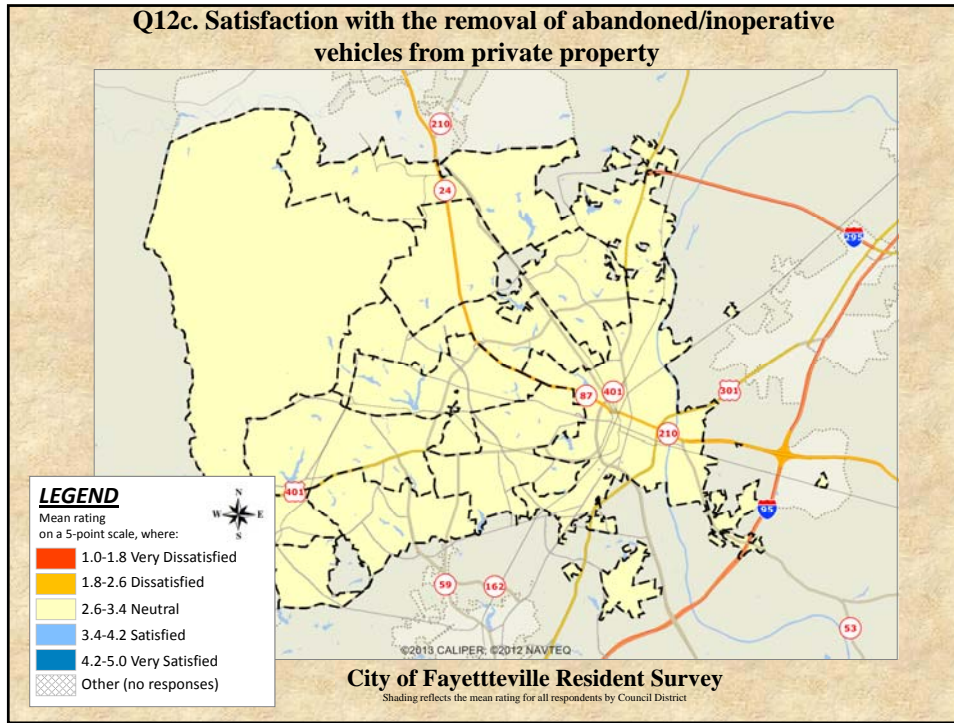 Q12c. Satisfaction with the removal of abandoned/inoperative
vehicles from private property
210
24
295
87
401
301
210
401
95
59
162
53
LEGEND
Mean rating
on a 5-point scale, where:
N
W
E
S
1.0-1.8 Very Dissatisfied
1.8-2.6 Dissatisfied
2.6-3.4 Neutral
3.4-4.2 Satisfied
4.2-5.0 Very Satisfied
Other (no responses)
©2013 CALIPER; ©2012 NAVTEQ
City of Fayettteville Resident Survey
Shading reflects the mean rating for all respondents by Council District